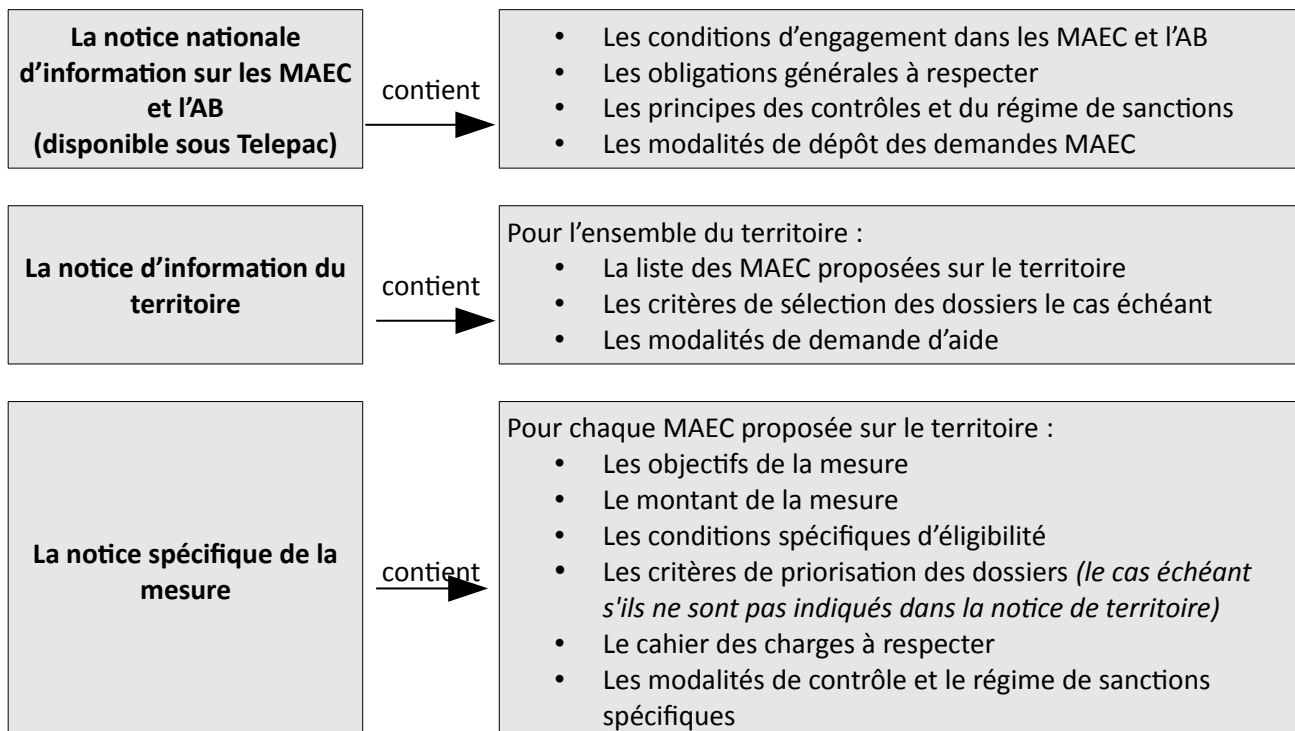 La notice nationale
d’information sur les MAEC
et l’AB
(disponible sous Telepac)
contient
• Les conditions d’engagement dans les MAEC et l’AB
• Les obligations générales à respecter
• Les principes des contrôles et du régime de sanctions
• Les modalités de dépôt des demandes MAEC
La notice d’information du
territoire
contient
Pour l’ensemble du territoire :
• La liste des MAEC proposées sur le territoire
• Les critères de sélection des dossiers le cas échéant
• Les modalités de demande d’aide
La notice spécifique de la
mesure
contient
Pour chaque MAEC proposée sur le territoire :
• Les objectifs de la mesure
• Le montant de la mesure
• Les conditions spécifiques d’éligibilité
• Les critères de priorisation des dossiers (le cas échéant
s'ils ne sont pas indiqués dans la notice de territoire)
• Le cahier des charges à respecter
• Les modalités de contrôle et le régime de sanctions
spécifiques